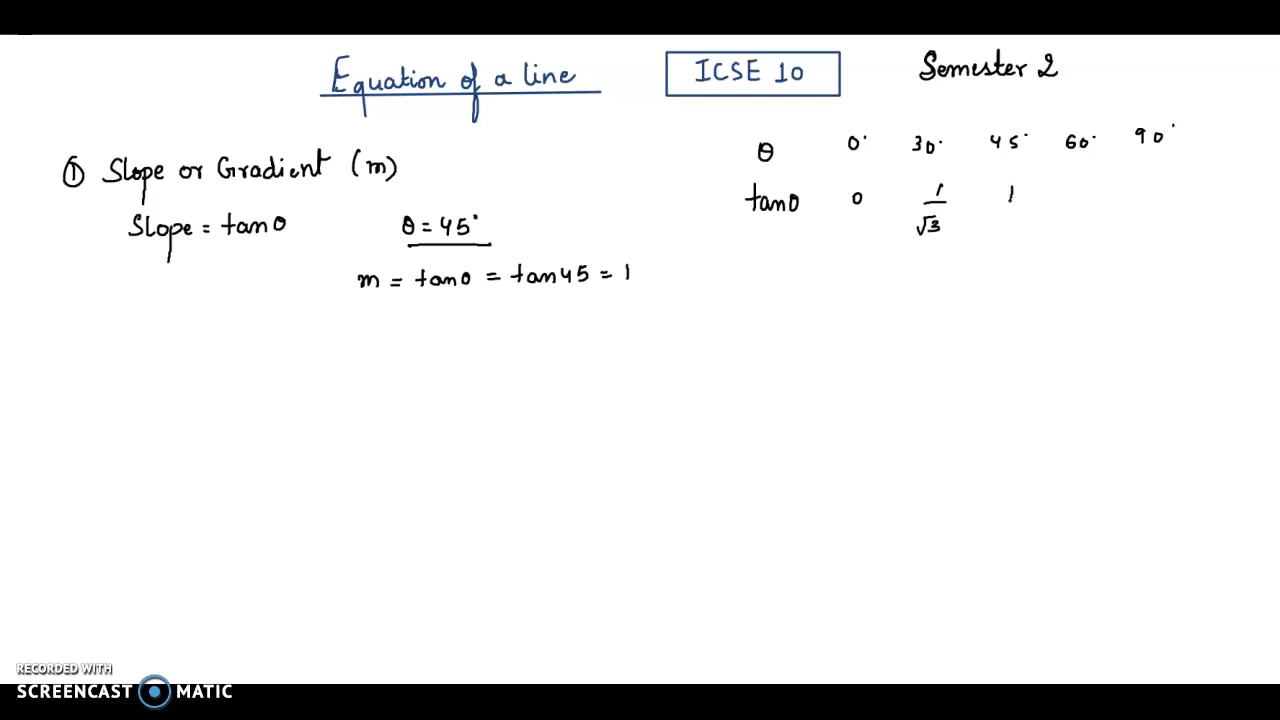 Equation of a line
ICSE 10
Semester 2
① Slope or Gradient (m)
Slope = tanθ
θ = 45°
m = tanθ = tan45 = 1
θ 0° 30° 45° 60° 90°
tanθ 0 1/√3 1
RECORDED WITH
SCREENCAST MATIC